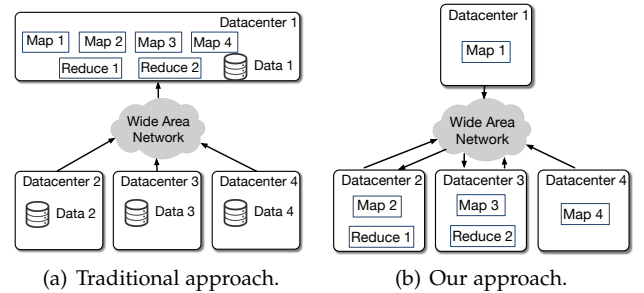 Datacenter 1
Map 1 Map 2 Map 3 Map 4
Reduce 1 Reduce 2 Data 1
Wide Area
Network
Datacenter 2 Datacenter 3 Datacenter 4
Data 2 Data 3 Data 4
(a) Traditional approach.
Datacenter 1
Map 1
Wide Area
Network
Datacenter 2 Datacenter 3 Datacenter 4
Map 2 Map 3 Map 4
Reduce 1 Reduce 2
(b) Our approach.